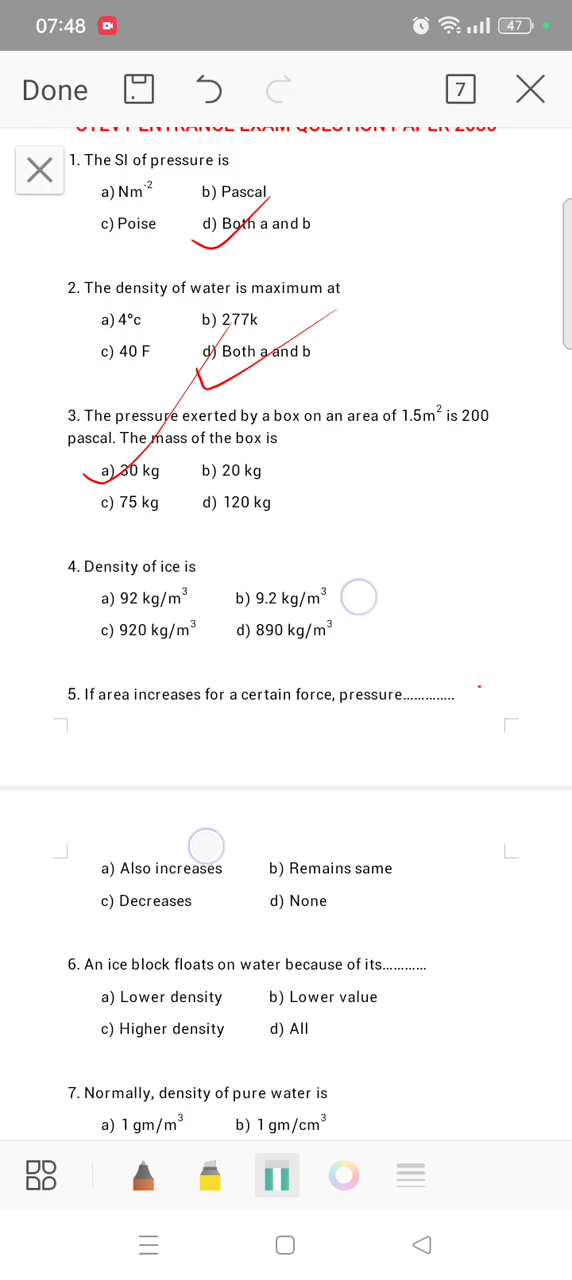 07:48
47
Done
7
1. The SI of pressure is
a) Nm-2 b) Pascal
c) Poise d) Both a and b
2. The density of water is maximum at
a) 4°c b) 277k
c) 40 F d) Both a and b
3. The pressure exerted by a box on an area of 1.5m2 is 200
pascal. The mass of the box is
a) 30 kg b) 20 kg
c) 75 kg d) 120 kg
4. Density of ice is
a) 92 kg/m3 b) 9.2 kg/m3
c) 920 kg/m3 d) 890 kg/m3
5. If area increases for a certain force, pressure..............
a) Also increases b) Remains same
c) Decreases d) None
6. An ice block floats on water because of its............
a) Lower density b) Lower value
c) Higher density d) All
7. Normally, density of pure water is
a) 1 gm/m3 b) 1 gm/cm3